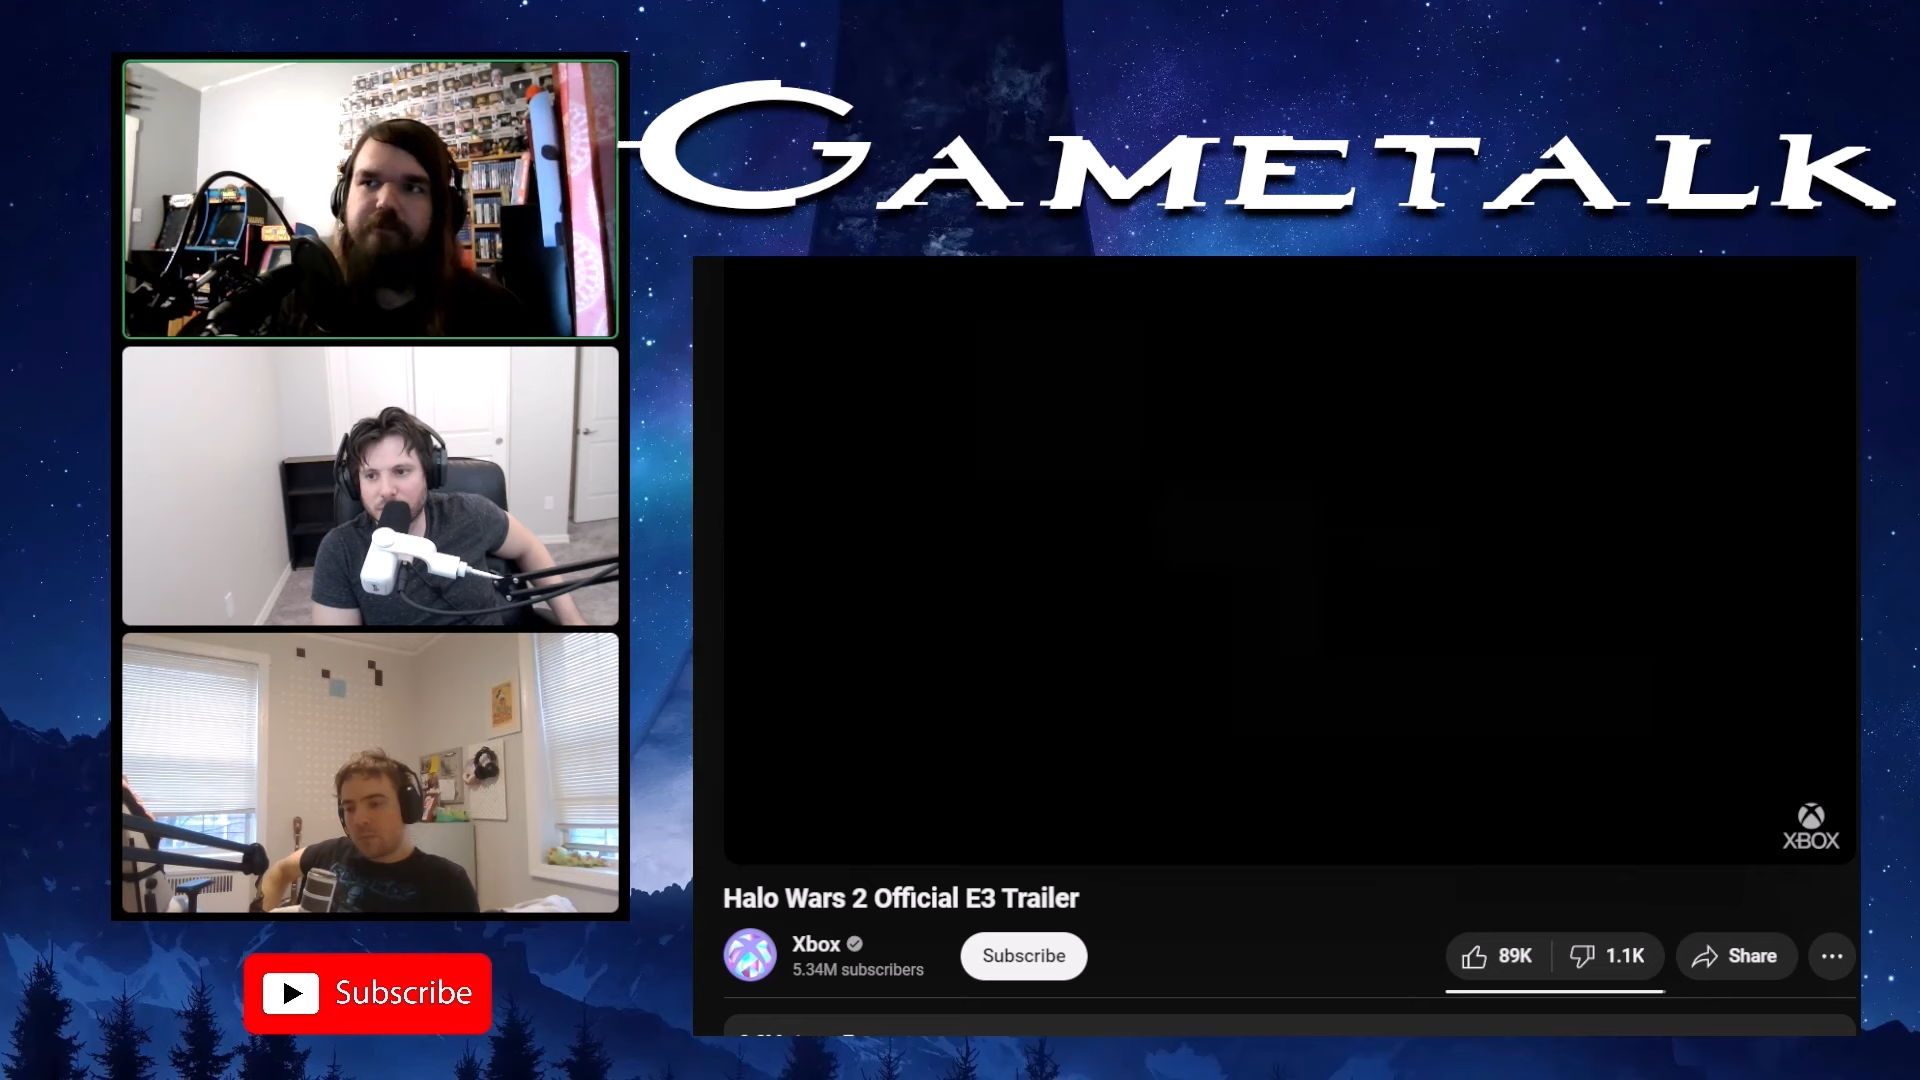 GAMETALK
XBOX
Halo Wars 2 Official E3 Trailer
Xbox
5.34M subscribers
Subscribe
89K
1.1K
Share
Subscribe